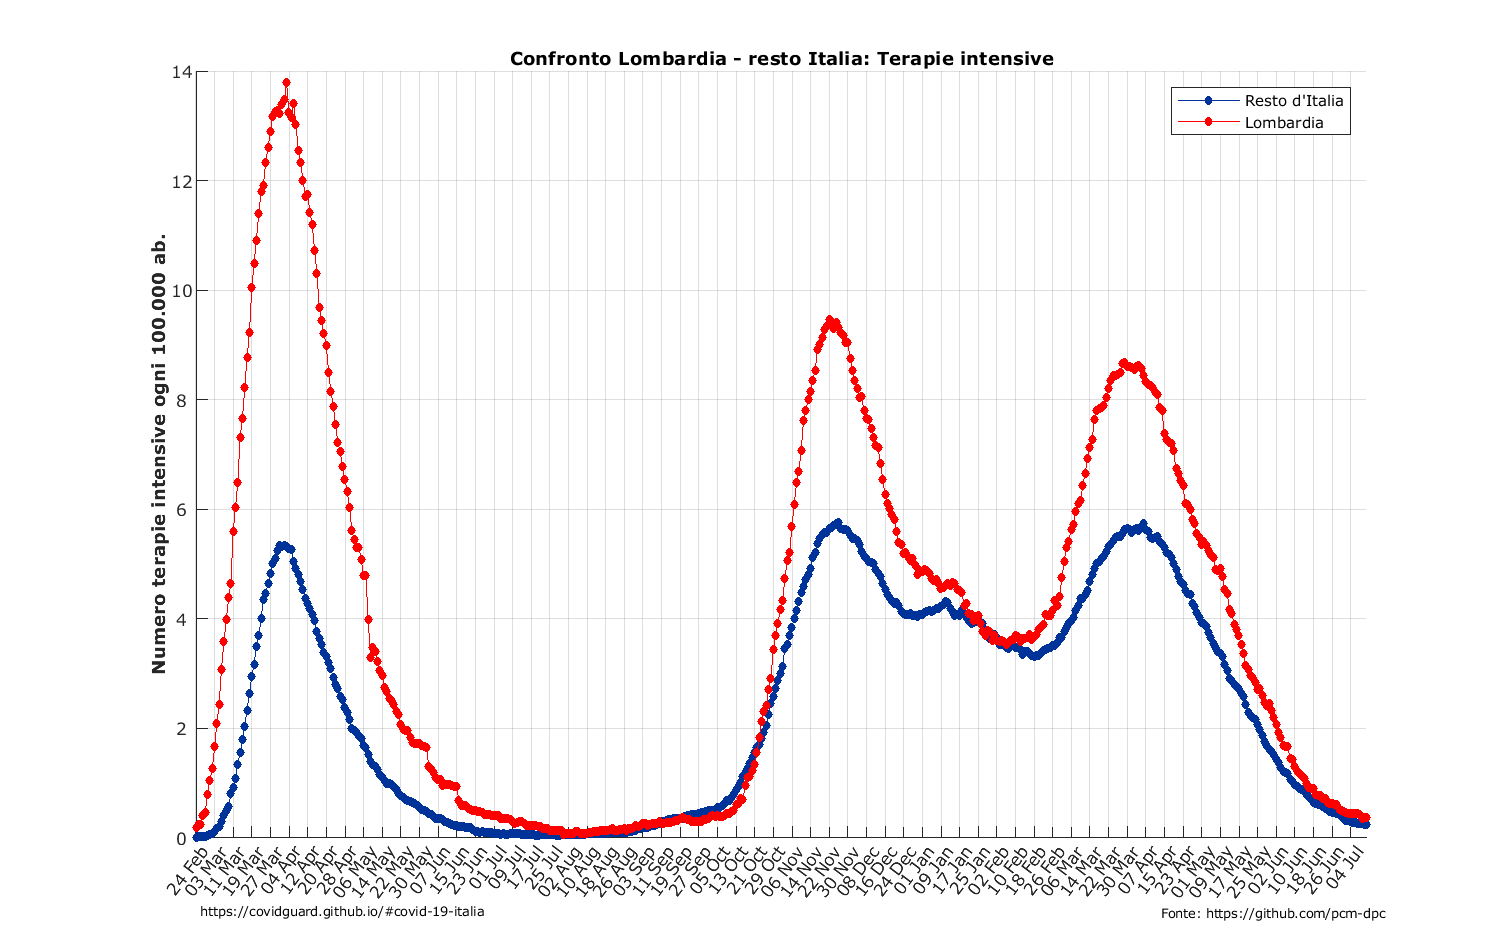 Confronto Lombardia - resto Italia: Terapie intensive
Resto d'Italia
Lombardia
Numero terapie intensive ogni 100.000 ab.
14
12
10
8
6
4
2
0
24 Feb
03 Mar
11 Mar
19 Mar
27 Mar
04 Apr
12 Apr
20 Apr
28 Apr
06 May
14 May
22 May
30 May
07 Jun
15 Jun
23 Jun
01 Jul
09 Jul
17 Jul
25 Jul
02 Aug
10 Aug
18 Aug
26 Aug
03 Sep
11 Sep
19 Sep
27 Sep
05 Oct
13 Oct
21 Oct
29 Oct
06 Nov
14 Nov
22 Nov
30 Nov
08 Dec
16 Dec
24 Dec
01 Jan
09 Jan
17 Jan
25 Jan
02 Feb
10 Feb
18 Feb
26 Feb
06 Mar
14 Mar
22 Mar
30 Mar
07 Apr
15 Apr
23 Apr
01 May
09 May
17 May
25 May
02 Jun
10 Jun
18 Jun
26 Jun
04 Jul
https://covidguard.github.io/#covid-19-italia
Fonte: https://github.com/pcm-dpc